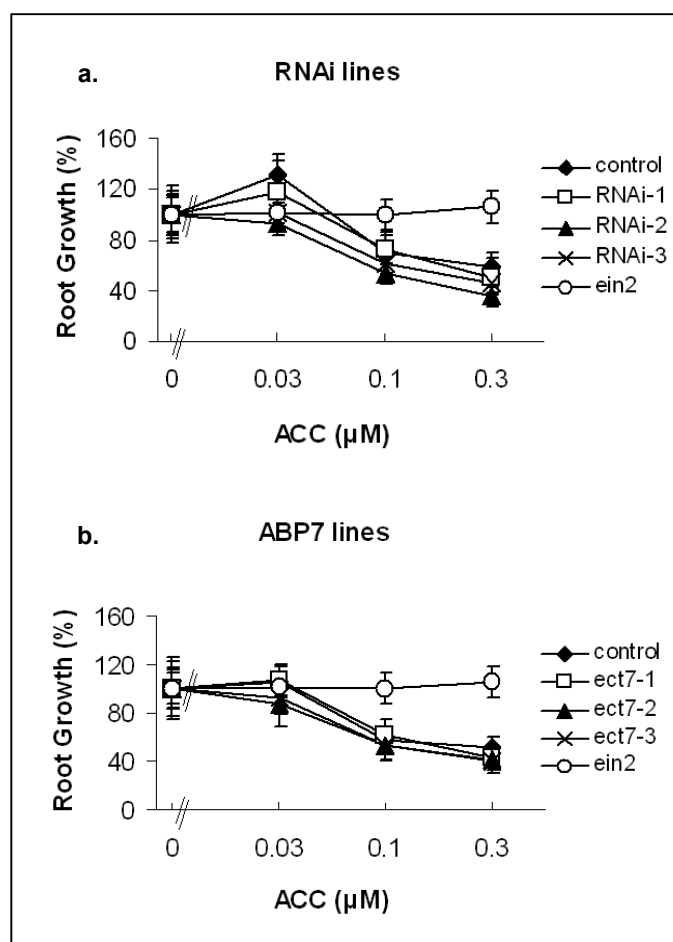 a.
RNAi lines
Root Growth (%)
160
120
80
40
0
0 0.03 0.1 0.3
ACC (µM)
control
RNAi-1
RNAi-2
RNAi-3
ein2
b.
ABP7 lines
Root Growth (%)
160
120
80
40
0
0 0.03 0.1 0.3
ACC (µM)
control
ect7-1
ect7-2
ect7-3
ein2